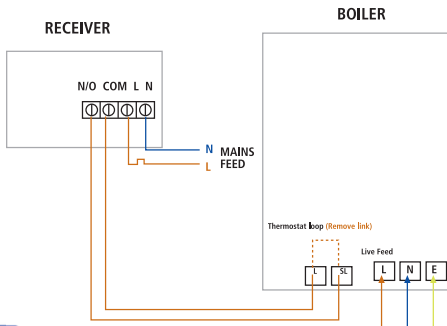 RECEIVER
BOILER
N/O COM L N
N MAINS
L FEED
Thermostat loop (Remove link)
Live Feed
L SL L N E